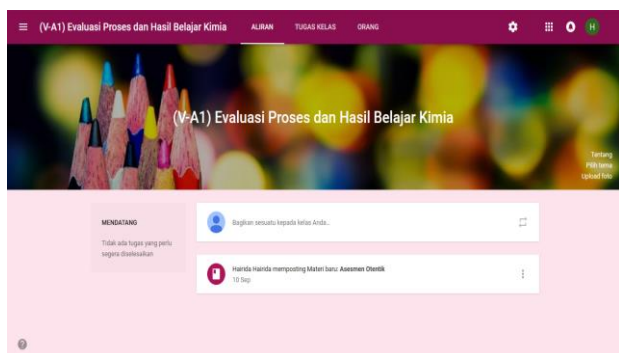 (V-A1) Evaluasi Proses dan Hasil Belajar Kimia ALIRAN TUGAS KELAS ORANG H
(V-A1) Evaluasi Proses dan Hasil Belajar Kimia
Tentang
Pilih tema
Upload foto
MENDATANG
Tidak ada tugas yang perlu
segera diselesaikan
Bagikan sesuatu kepada kelas Anda...
Hairida Hairida memposting Materi baru: Asesmen Otentik
10 Sep